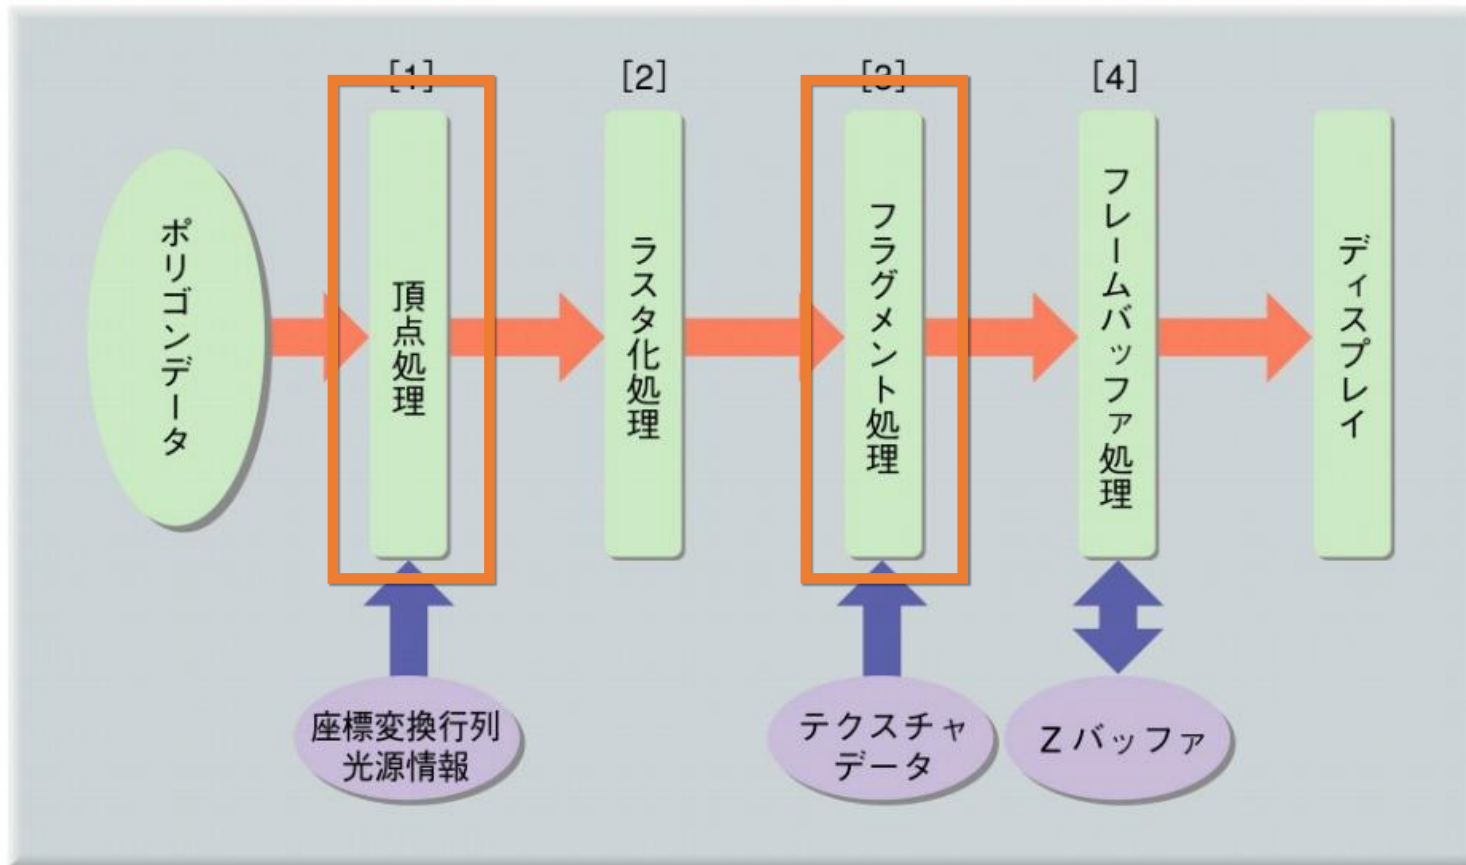 [1]
[2]
[3]
[4]
ポリゴンデータ
頂点処理
ラスタ化処理
フラグメント処理
フレームバッファ処理
ディスプレイ
座標変換行列
光源情報
テクスチャ
データ
Zバッファ